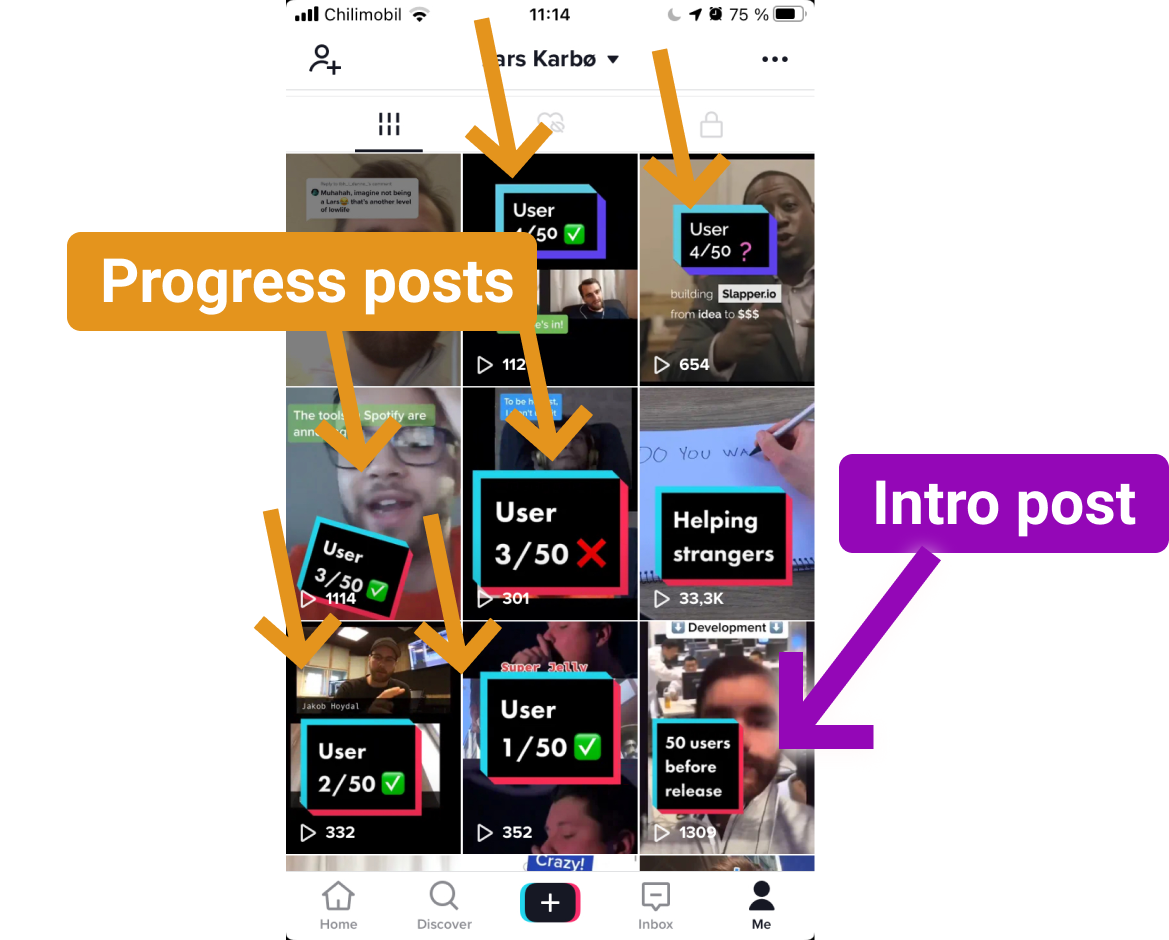 Chilimobil
11:14
75 %
ars Karbø
Muhahah, imagine not being
a Lars😂 that's another level
of lowlife
User
4/50 ✅
e's in!
112
User
4/50 ?
building Slapper.io
from idea to $$$
654
Progress posts
The tools Spotify are
User
3/50 ✅
1114
To be
User
3/50 ❌
301
DO YOU WA
Helping
strangers
33,3K
Intro post
Jakob Hoydal
User
2/50 ✅
332
Super Jelly
User
1/50 ✅
352
⬇️ Development ⬇️
50 users
before
release
1309
Crazy!
Home
Discover
Inbox
Me